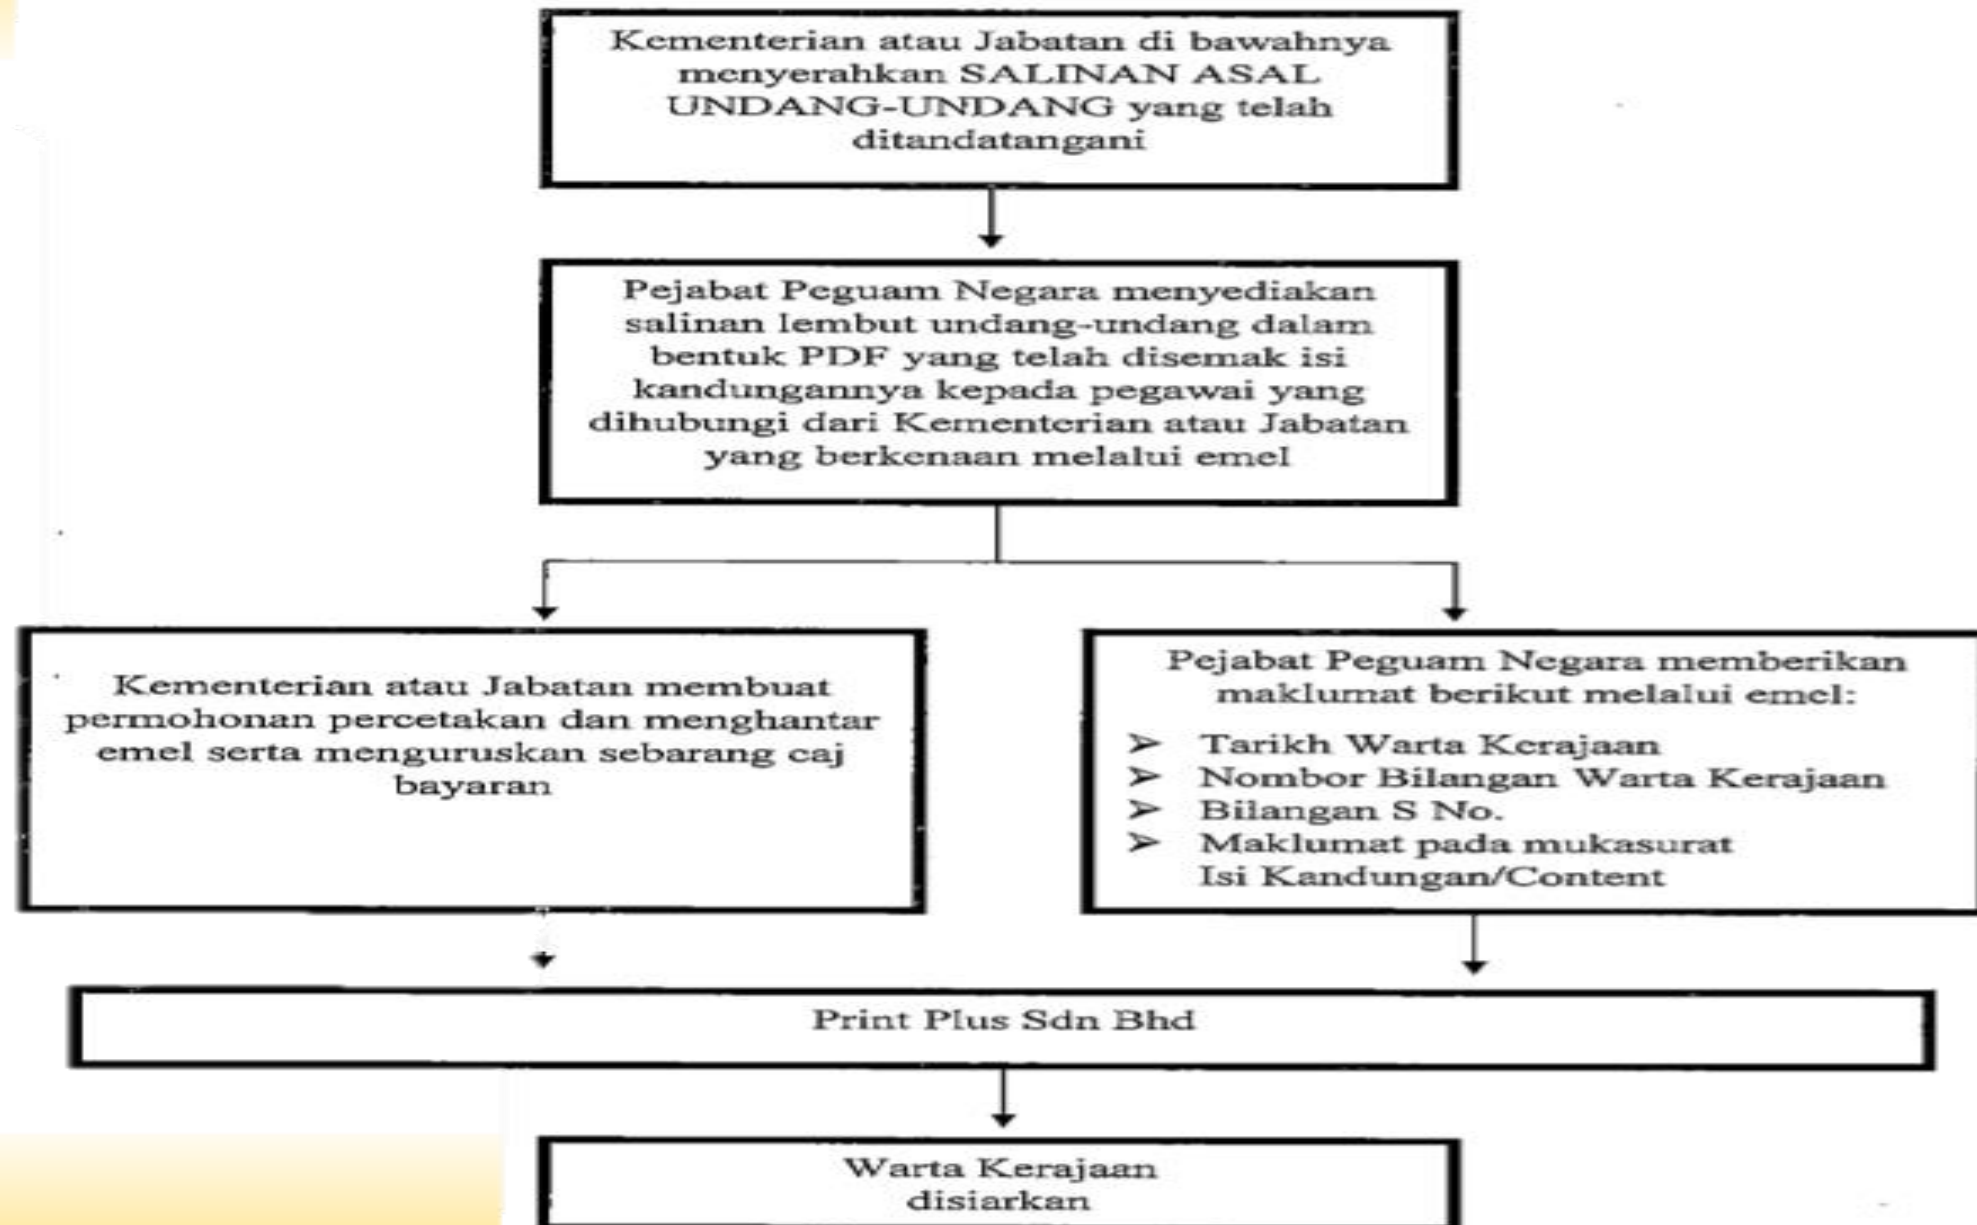 Kementerian atau Jabatan di bawahnya
menyerahkan SALINAN ASAL
UNDANG-UNDANG yang telah
ditandatangani
Pejabat Peguam Negara menyediakan
salinan lembut undang-undang dalam
bentuk PDF yang telah disemak isi
kandungannya kepada pegawai yang
dihubungi dari Kementerian atau Jabatan
yang berkenaan melalui emel
Kementerian atau Jabatan membuat
permohonan percetakan dan menghantar
emel serta menguruskan sebarang caj
bayaran
Pejabat Peguam Negara memberikan
maklumat berikut melalui emel:
➢ Tarikh Warta Kerajaan
➢ Nombor Bilangan Warta Kerajaan
➢ Bilangan S No.
➢ Maklumat pada mukasurat
Isi Kandungan/Content
Print Plus Sdn Bhd
Warta Kerajaan
disiarkan